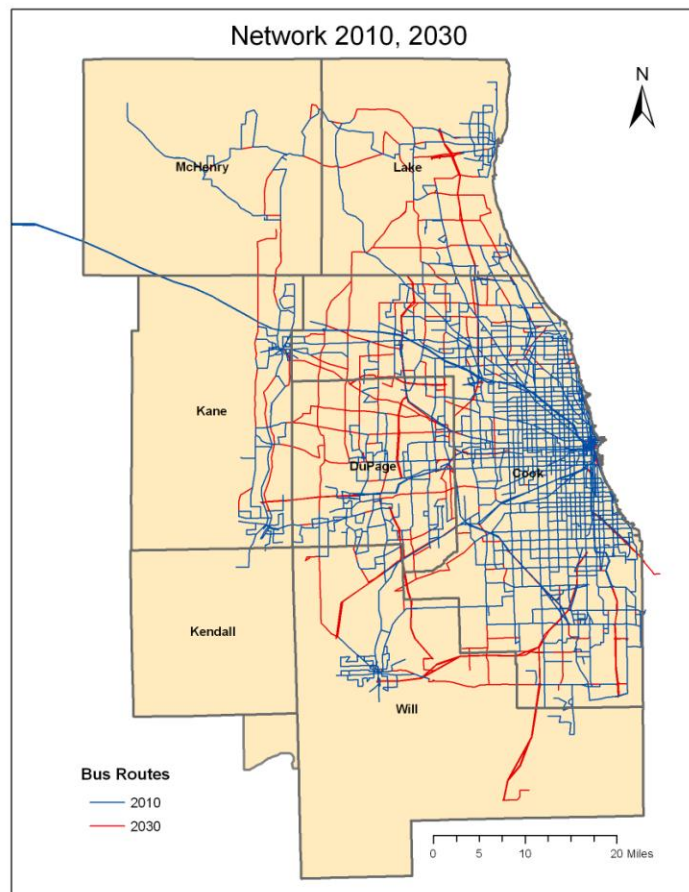 Network 2010, 2030
N
McHenry
Lake
Kane
DuPage
Cook
Kendall
Will
Bus Routes
2010
2030
0 5 10 20 Miles